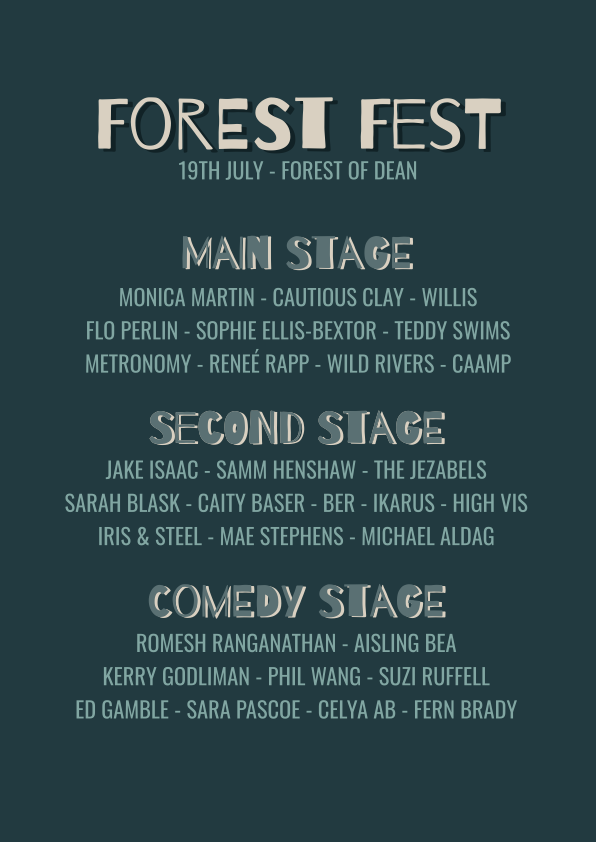 FOREST FEST
19TH JULY - FOREST OF DEAN
MAIN STAGE
MONICA MARTIN - CAUTIOUS CLAY - WILLIS
FLO PERLIN - SOPHIE ELLIS-BEXTOR - TEDDY SWIMS
METRONOMY - RENEÉ RAPP - WILD RIVERS - CAAMP
SECOND STAGE
JAKE ISAAC - SAMM HENSHAW - THE JEZABELS
SARAH BLASK - CAITY BASER - BER - IKARUS - HIGH VIS
IRIS & STEEL - MAE STEPHENS - MICHAEL ALDAG
COMEDY STAGE
ROMESH RANGANATHAN - AISLING BEA
KERRY GODLIMAN - PHIL WANG - SUZI RUFFELL
ED GAMBLE - SARA PASCOE - CELYA AB - FERN BRADY